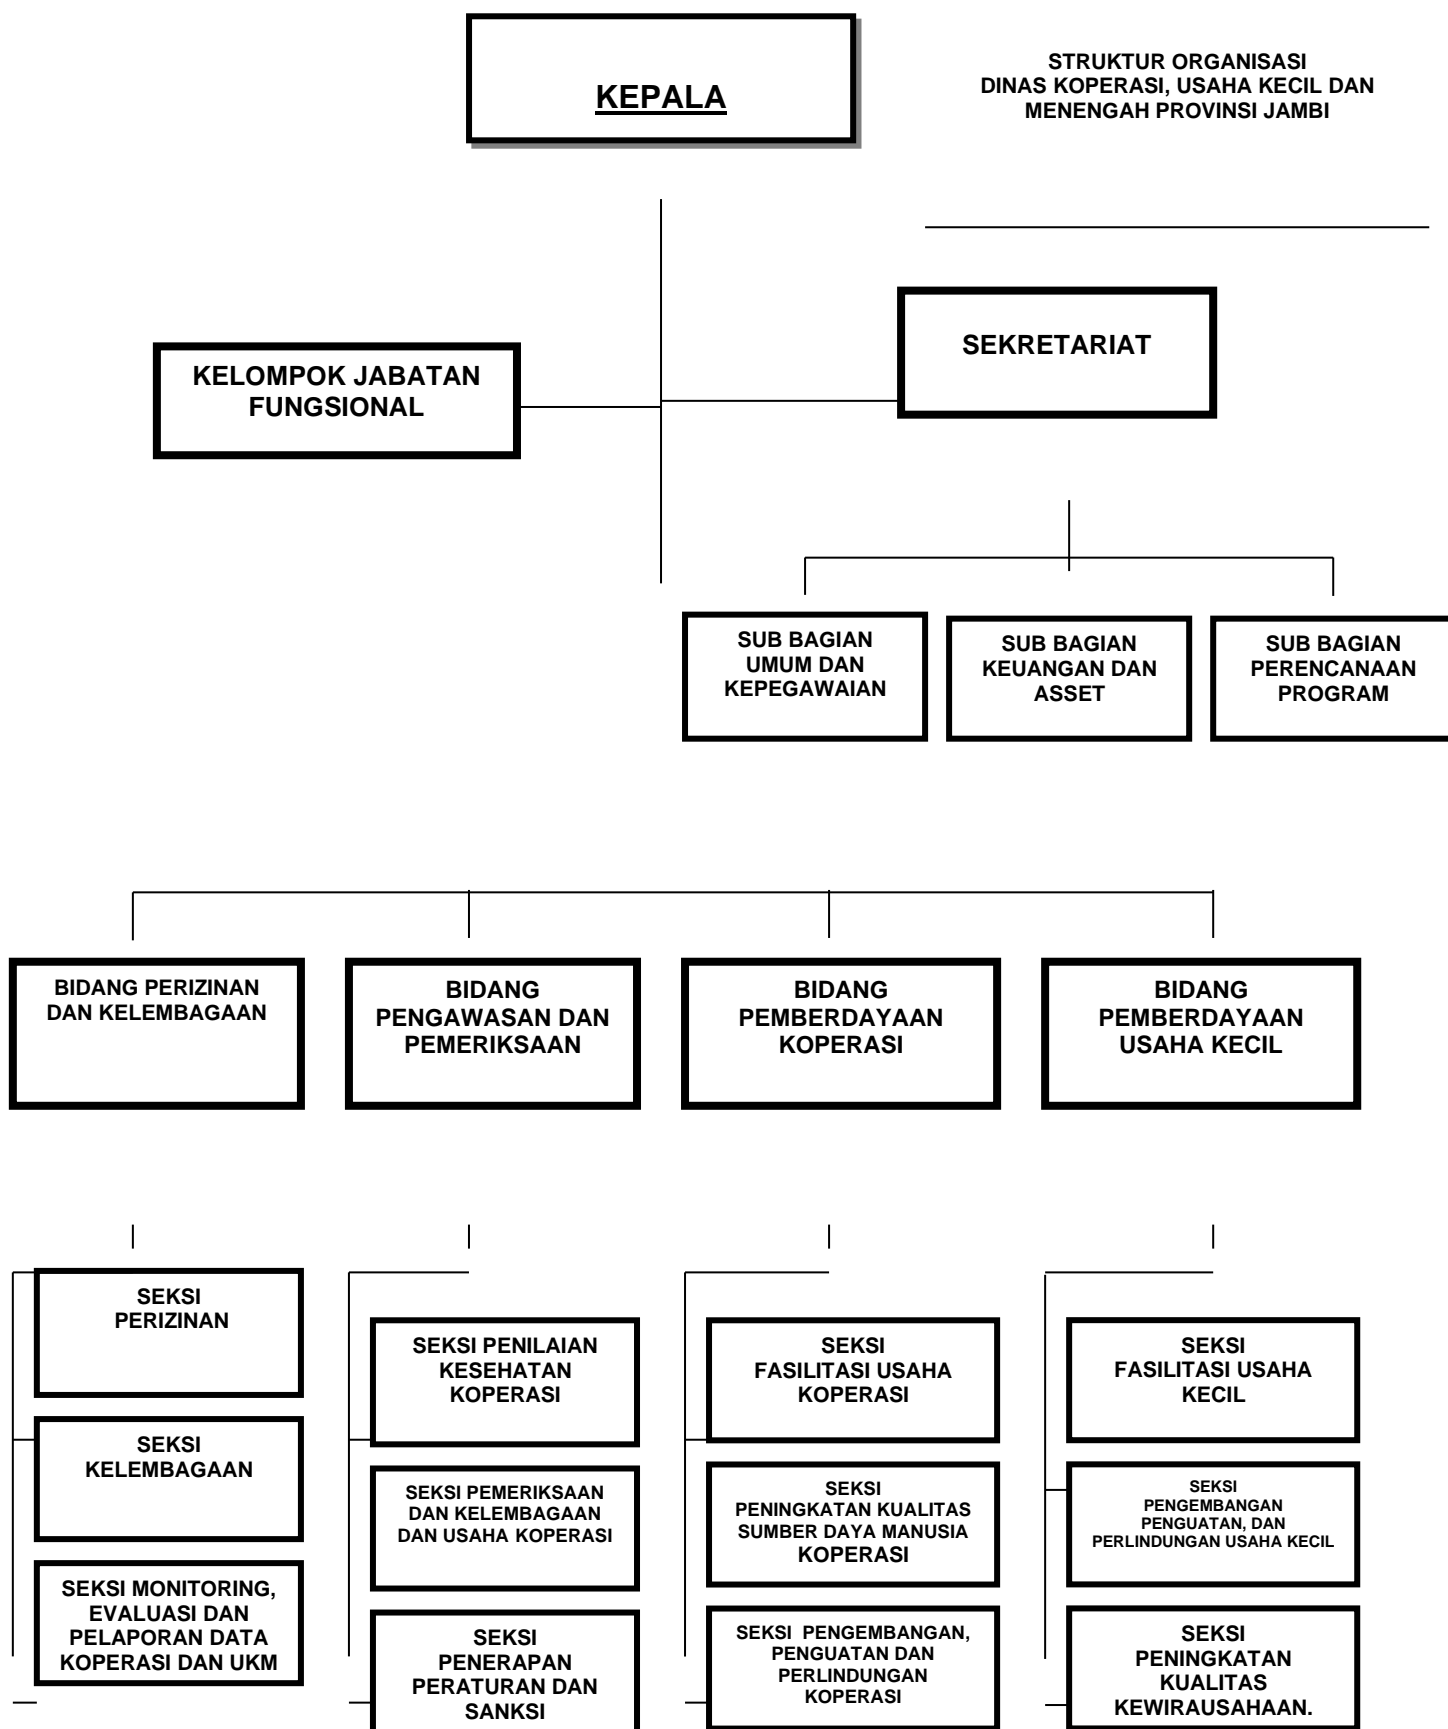 KEPALA
STRUKTUR ORGANISASI
DINAS KOPERASI, USAHA KECIL DAN
MENENGAH PROVINSI JAMBI
SEKRETARIAT
KELOMPOK JABATAN
FUNGSIONAL
SUB BAGIAN
UMUM DAN
KEPEGAWAIAN
SUB BAGIAN
KEUANGAN DAN
ASSET
SUB BAGIAN
PERENCANAAN
PROGRAM
BIDANG PERIZINAN
DAN KELEMBAGAAN
BIDANG
PENGAWASAN DAN
PEMERIKSAAN
BIDANG
PEMBERDAYAAN
KOPERASI
BIDANG
PEMBERDAYAAN
USAHA KECIL
SEKSI
PERIZINAN
SEKSI
KELEMBAGAAN
SEKSI MONITORING,
EVALUASI DAN
PELAPORAN DATA
KOPERASI DAN UKM
SEKSI PENILAIAN
KESEHATAN
KOPERASI
SEKSI PEMERIKSAAN
DAN KELEMBAGAAN
DAN USAHA KOPERASI
SEKSI
PENERAPAN
PERATURAN DAN
SANKSI
SEKSI
FASILITASI USAHA
KOPERASI
SEKSI
PENINGKATAN KUALITAS
SUMBER DAYA MANUSIA
KOPERASI
SEKSI PENGEMBANGAN,
PENGUATAN DAN
PERLINDUNGAN
KOPERASI
SEKSI
FASILITASI USAHA
KECIL
SEKSI
PENGEMBANGAN
PENGUATAN, DAN
PERLINDUNGAN USAHA KECIL
SEKSI
PENINGKATAN
KUALITAS
KEWIRAUSAHAAN.